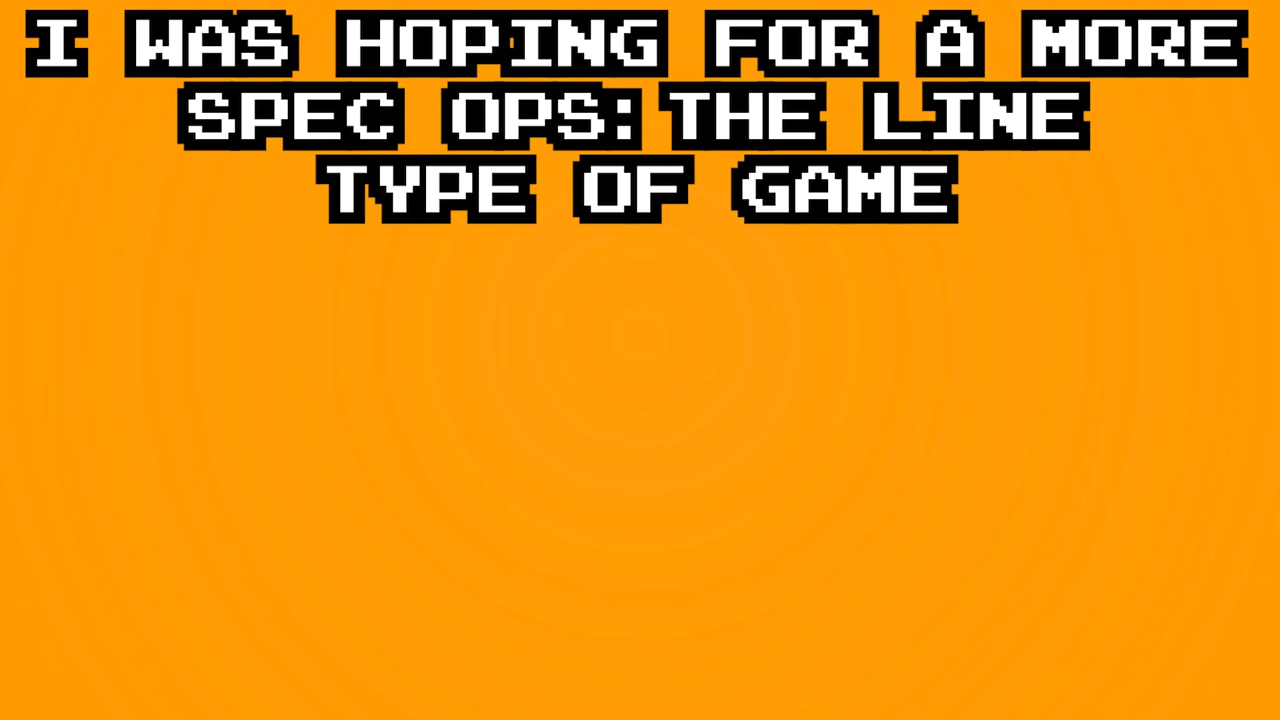 I WAS HOPING FOR A MORE
SPEC OPS: THE LINE
TYPE OF GAME